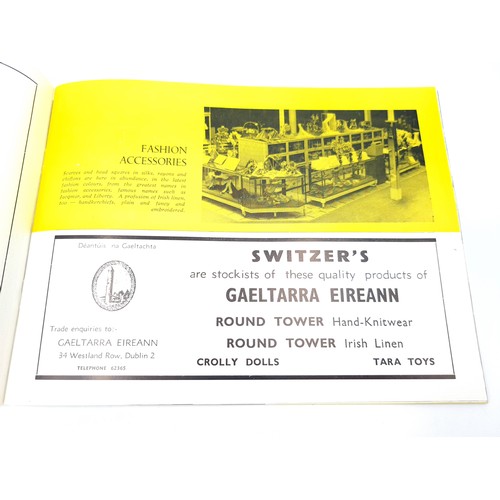 FASHION
ACCESSORIES
Scarves and head squares in silks, rayons and
chiffons are here in abundance, in the latest
fashion colours, from the greatest names in
fashion accessories, famous names such as
Jacqmar and Liberty. A profusion of Irish linen,
too — handkerchiefs, plain and fancy and
embroidered.
Déantúis na Gaeltachta
SWITZER'S
are stockists of these quality products of
GAELTARRA EIREANN
ROUND TOWER Hand-Knitwear
ROUND TOWER Irish Linen
CROLLY DOLLS TARA TOYS
Trade enquiries to:-
GAELTARRA EIREANN
34 Westland Row, Dublin 2
TELEPHONE 62565